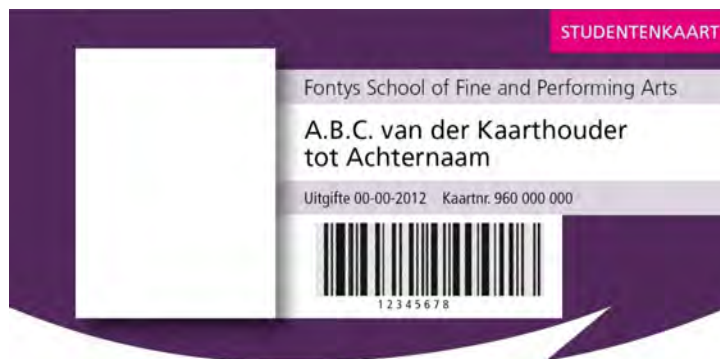 STUDENTENKAART
Fontys School of Fine and Performing Arts
A.B.C. van der Kaarthouder
tot Achternaam
Uitgifte 00-00-2012 Kaartnr. 960 000 000
12345678